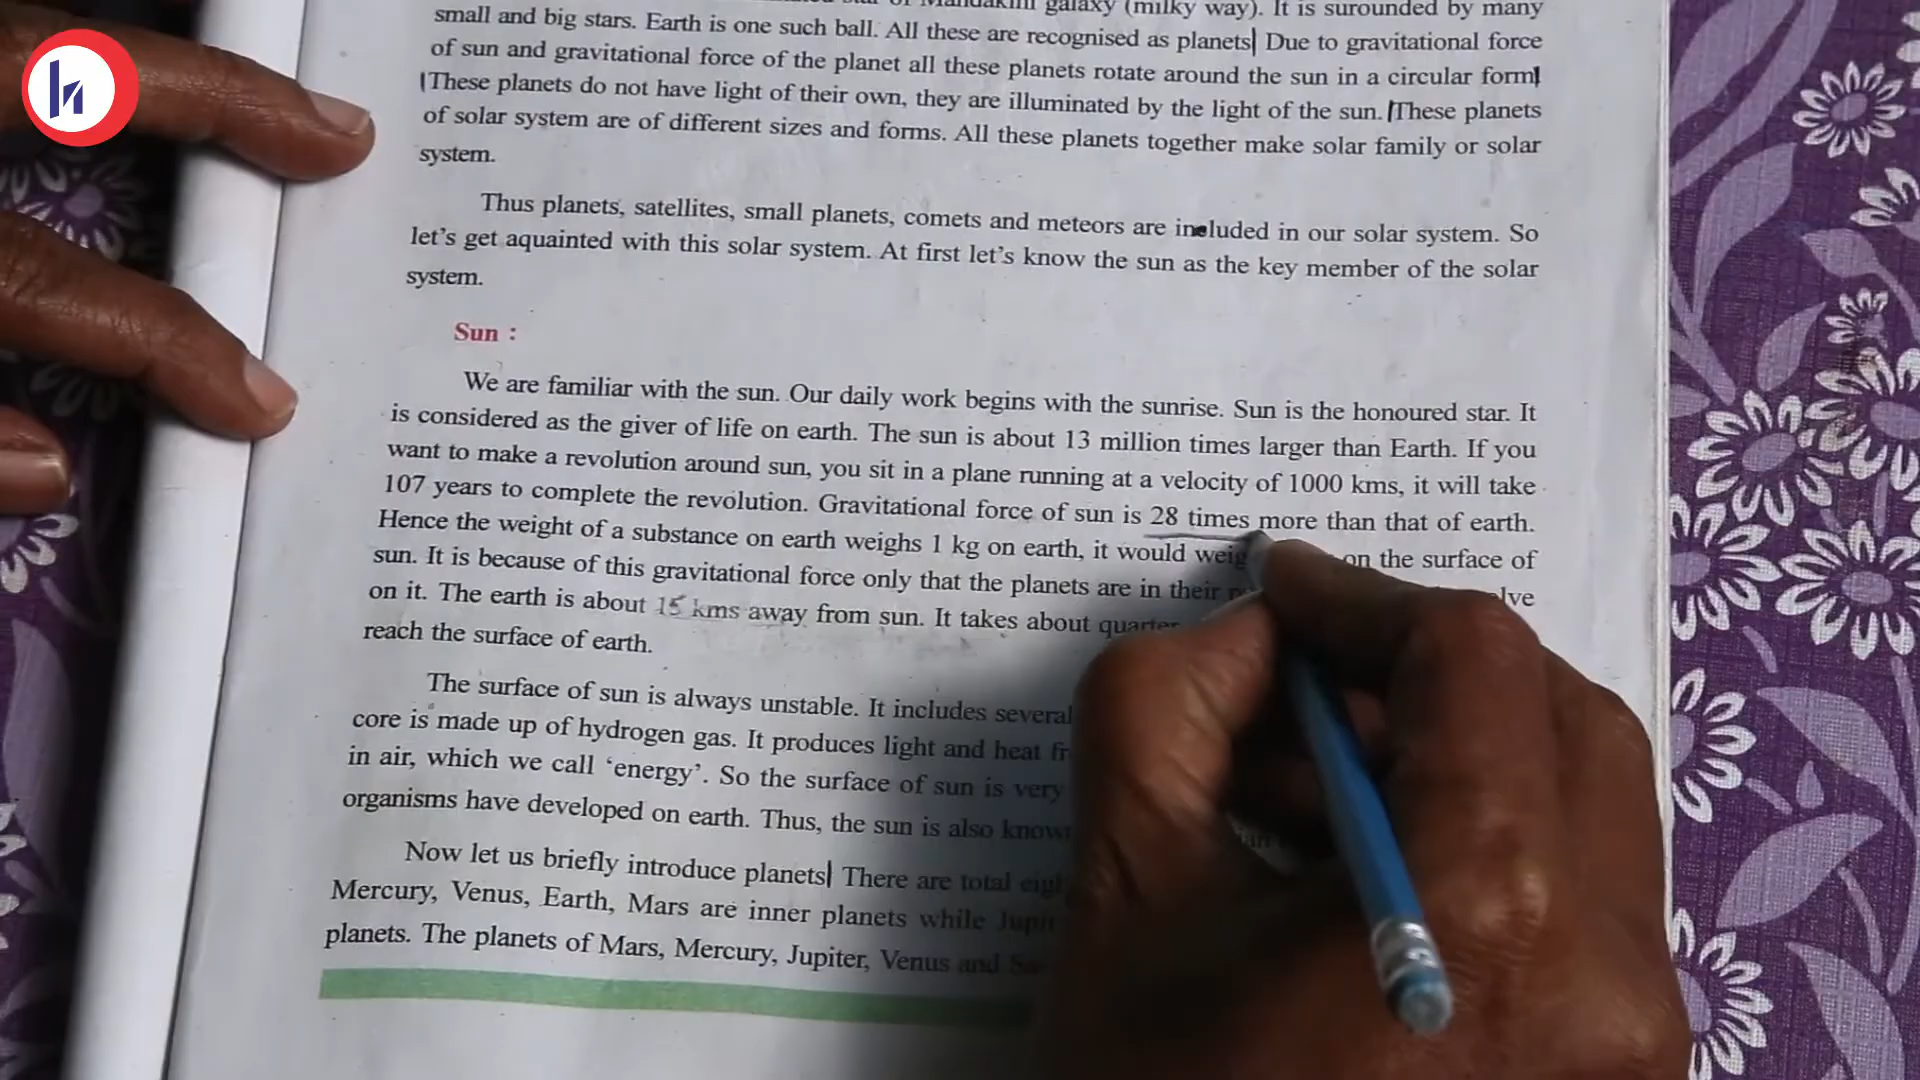 galaxy (milky way). It is surounded by many
small and big stars. Earth is one such ball. All these are recognised as planets Due to gravitational force
of sun and gravitational force of the planet all these planets rotate around the sun in a circular form
These planets do not have light of their own, they are illuminated by the light of the sun. These planets
of solar system are of different sizes and forms. All these planets together make solar family or solar
system.
Thus planets, satellites, small planets, comets and meteors are included in our solar system. So
let's get aquainted with this solar system. At first let's know the sun as the key member of the solar
system.
Sun :
We are familiar with the sun. Our daily work begins with the sunrise. Sun is the honoured star. It
is considered as the giver of life on earth. The sun is about 13 million times larger than Earth. If you
want to make a revolution around sun, you sit in a plane running at a velocity of 1000 kms, it will take
107 years to complete the revolution. Gravitational force of sun is 28 times more than that of earth.
Hence the weight of a substance on earth weighs 1 kg on earth, it would on the surface of
sun. It is because of this gravitational force only that the planets are in their
on it. The earth is about 15 kms away from sun. It takes about quarter
reach the surface of earth.
The surface of sun is always unstable. It includes several
core is made up of hydrogen gas. It produces light and heat
in air, which we call ‘energy’. So the surface of sun is very
organisms have developed on earth. Thus, the sun is also
Now let us briefly introduce planets There are total
Mercury, Venus, Earth, Mars are inner planets while
planets. The planets of Mars, Mercury, Jupiter, Venus and